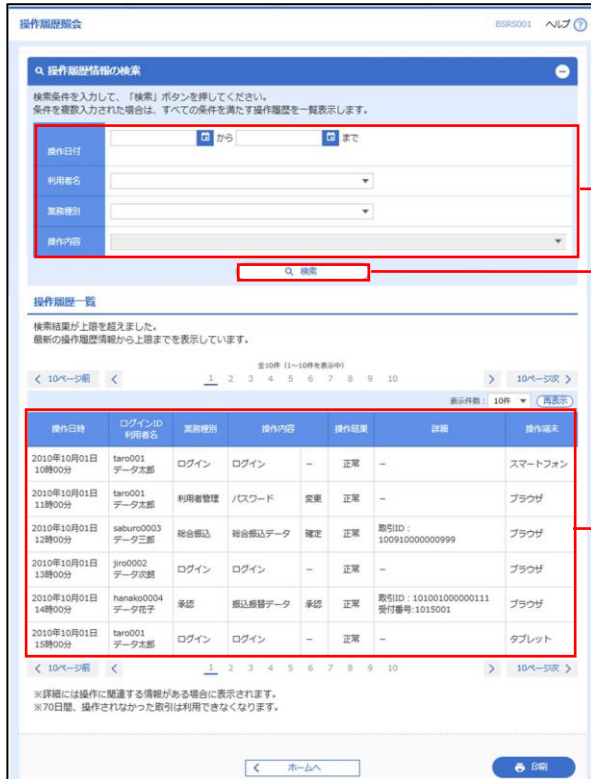 操作履歴照会 BSRS001 ヘルプ ?
操作履歴情報の検索
検索条件を入力して、「検索」ボタンを押してください。
条件を複数入力された場合は、すべての条件を満たす操作履歴を一覧表示します。
操作日付 から まで
利用者名
業務種別
操作内容
検索
操作履歴一覧
検索結果が上限を超えました。
最新の操作履歴情報から上限までを表示しています。
全10件（1～10件を表示中）
< 10ページ前 < 1 2 3 4 5 6 7 8 9 10 > 10ページ次 >
表示件数： 10件 ▼ 再表示
操作日時 ログインID 業務種別 操作内容 操作結果 詳細 操作端末
利用者名
2010年10月01日 taro001 ログイン ログイン － 正常 － スマートフォン
10時00分 データ太郎
2010年10月01日 taro001 利用者管理 パスワード 変更 正常 － ブラウザ
11時00分 データ太郎
2010年10月01日 saburo0003 総合振込 総合振込データ 確定 正常 取引ID： ブラウザ
12時00分 データ三郎 100910000000999
2010年10月01日 jiro0002 ログイン ログイン － 正常 － ブラウザ
13時00分 データ次朗
2010年10月01日 hanako0004 承認 振込振替データ 承認 正常 取引ID：101001000000111 ブラウザ
14時00分 データ花子 受付番号:1015001
2010年10月01日 taro001 ログイン ログイン － 正常 － タブレット
15時00分 データ太郎
< 10ページ前 < 1 2 3 4 5 6 7 8 9 10 > 10ページ次 >
※詳細には操作に関連する情報がある場合に表示されます。
※70日間、操作されなかった取引は利用できなくなります。
< ホームへ 印刷